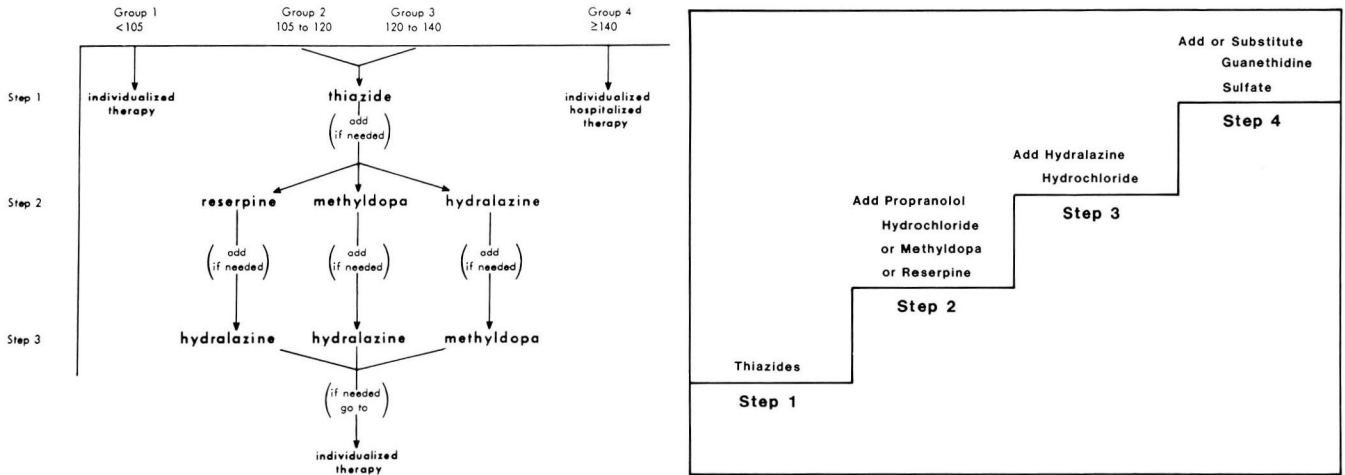 Group 1
<105
Group 2
105 to 120
Group 3
120 to 140
Group 4
≥140
Step 1
individualized
therapy
thiazide
individualized
hospitalized
therapy
(add
if needed)
Step 2
reserpine
methyldopa
hydralazine
(add
if needed)
(add
if needed)
(add
if needed)
Step 3
hydralazine
hydralazine
methyldopa
(if needed
go to)
individualized
therapy
Thiazides
Step 1
Add Propranolol
Hydrochloride
or Methyldopa
or Reserpine
Step 2
Add Hydralazine
Hydrochloride
Step 3
Add or Substitute
Guanethidine
Sulfate
Step 4